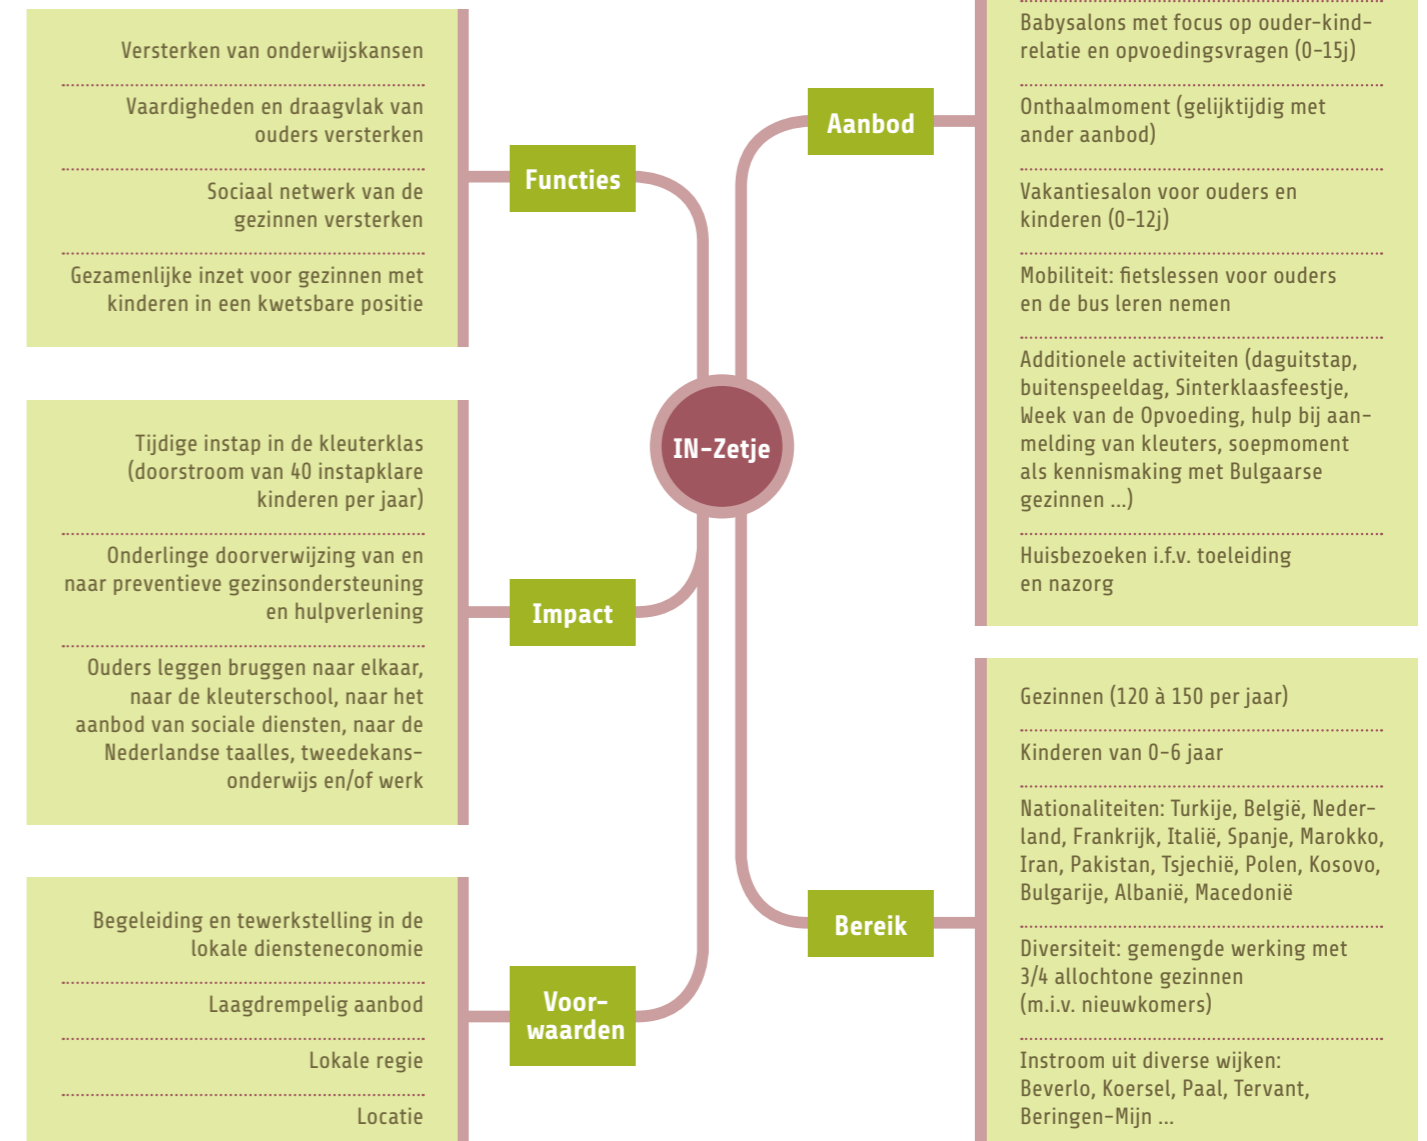 Versterken van onderwijskansen
Vaardigheden en draagvlak van
ouders versterken
Sociaal netwerk van de
gezinnen versterken
Gezamenlijke inzet voor gezinnen met
kinderen in een kwetsbare positie
Functies
Tijdige instap in de kleuterklas
(doorstroom van 40 instapklare
kinderen per jaar)
Onderlinge doorverwijzing van en
naar preventieve gezinsondersteuning
en hulpverlening
Ouders leggen bruggen naar elkaar,
naar de kleuterschool, naar het
aanbod van sociale diensten, naar de
Nederlandse taalles, tweedekans-
onderwijs en/of werk
Impact
Begeleiding en tewerkstelling in de
lokale diensteneconomie
Laagdrempelig aanbod
Lokale regie
Locatie
Voor-
waarden
IN-Zetje
Aanbod
Babysalons met focus op ouder-kind-
relatie en opvoedingsvragen (0-15j)
Onthaalmoment (gelijktijdig met
ander aanbod)
Vakantiesalon voor ouders en
kinderen (0-12j)
Mobiliteit: fietslessen voor ouders
en de bus leren nemen
Additionele activiteiten (daguitstap,
buitenspeeldag, Sinterklaasfeestje,
Week van de Opvoeding, hulp bij aan-
melding van kleuters, soepmoment
als kennismaking met Bulgaarse
gezinnen ...)
Huisbezoeken i.f.v. toeleiding
en nazorg
Bereik
Gezinnen (120 à 150 per jaar)
Kinderen van 0-6 jaar
Nationaliteiten: Turkije, België, Neder-
land, Frankrijk, Italië, Spanje, Marokko,
Iran, Pakistan, Tsjechië, Polen, Kosovo,
Bulgarije, Albanië, Macedonië
Diversiteit: gemengde werking met
3/4 allochtone gezinnen
(m.i.v. nieuwkomers)
Instroom uit diverse wijken:
Beverlo, Koersel, Paal, Tervant,
Beringen-Mijn ...